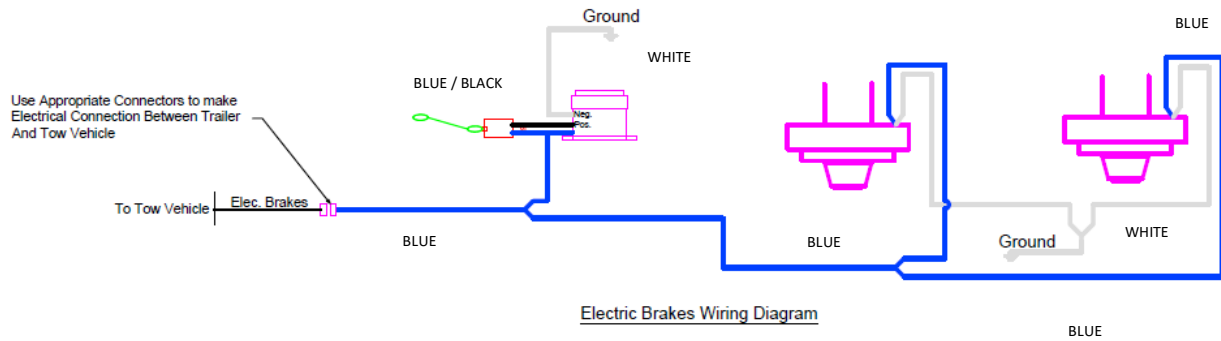 Ground
BLUE
WHITE
BLUE / BLACK
Use Appropriate Connectors to make
Electrical Connection Between Trailer
And Tow Vehicle
Neg.
Pos.
To Tow Vehicle
Elec. Brakes
BLUE
BLUE
Ground
WHITE
Electric Brakes Wiring Diagram
BLUE